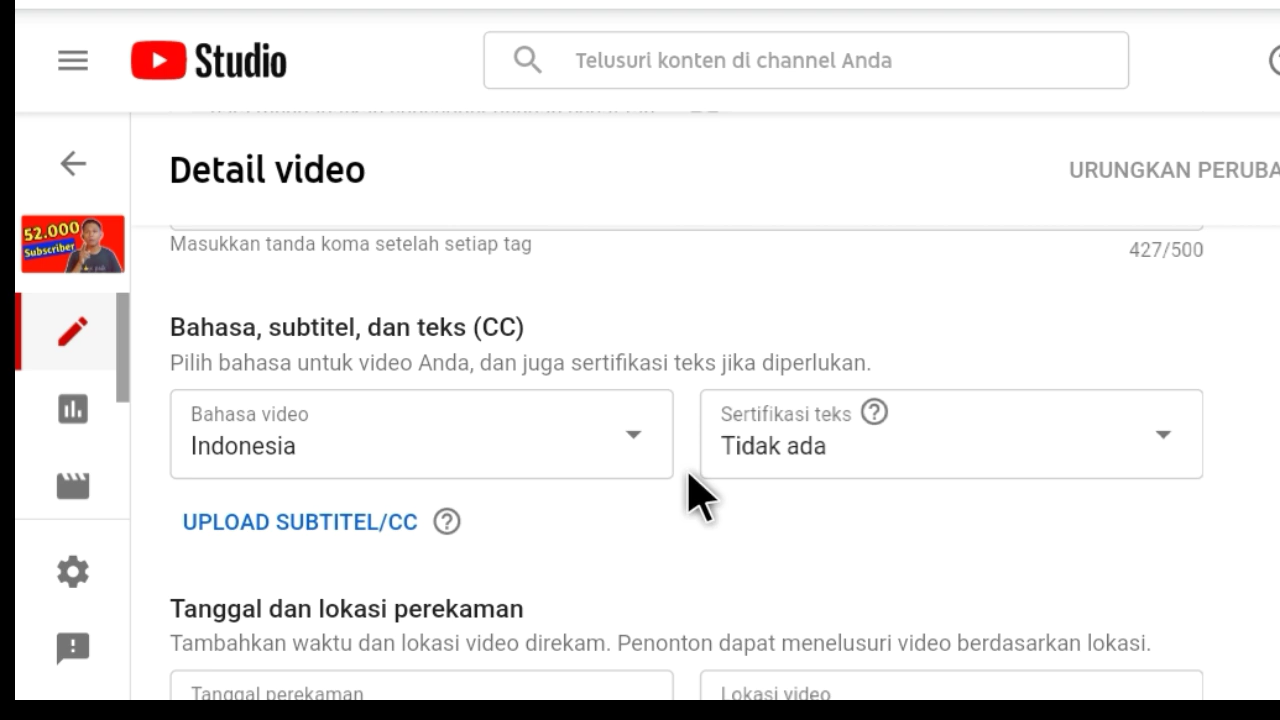 Studio
Telusuri konten di channel Anda
Detail video
URUNGKAN PERUBA
52.000
Subscriber
Masukkan tanda koma setelah setiap tag
427/500
Bahasa, subtitel, dan teks (CC)
Pilih bahasa untuk video Anda, dan juga sertifikasi teks jika diperlukan.
Bahasa video
Indonesia
Sertifikasi teks
Tidak ada
UPLOAD SUBTITEL/CC
Tanggal dan lokasi perekaman
Tambahkan waktu dan lokasi video direkam. Penonton dapat menelusuri video berdasarkan lokasi.
Tanggal perekaman
Lokasi video